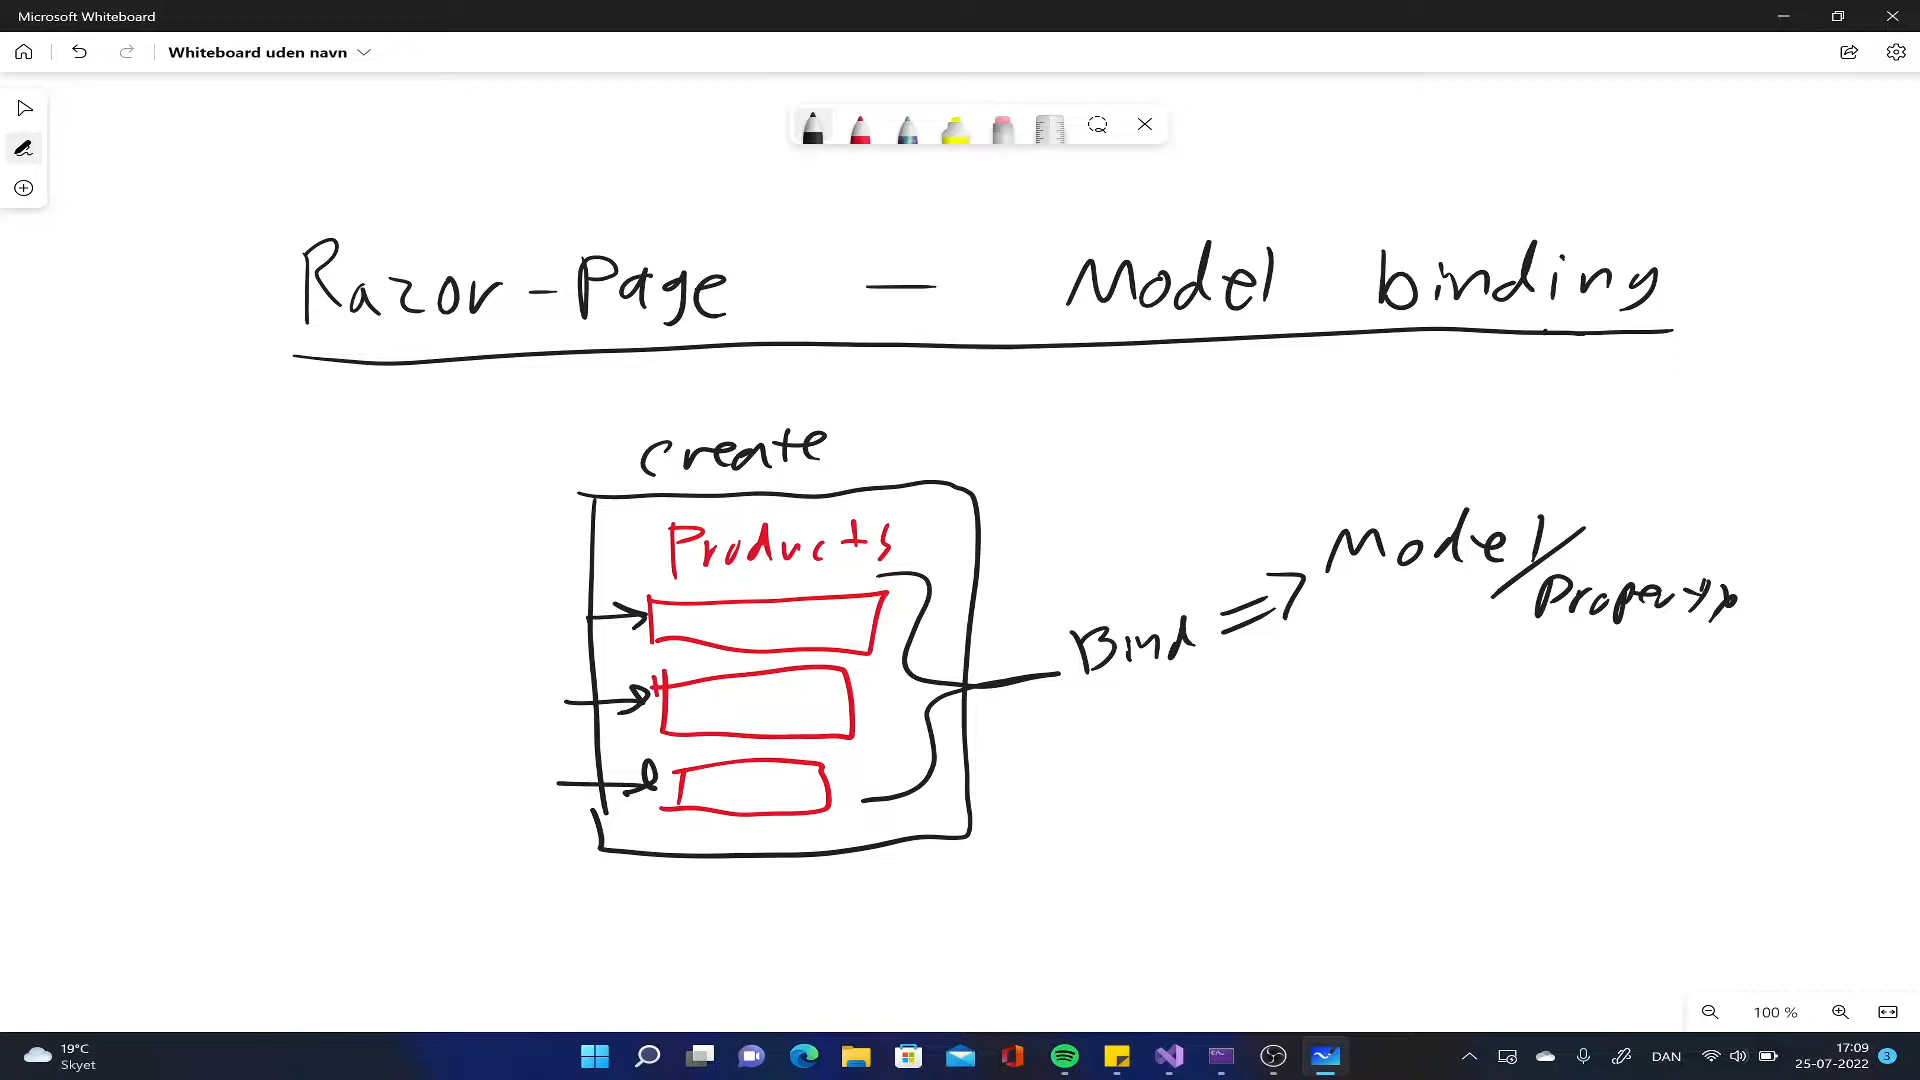 Microsoft Whiteboard
Whiteboard uden navn
Razor-Page — Model binding
Create
Products
Model/
Property
Bind
100 %
19°C
Skyet
DAN
17:09
25-07-2022
3